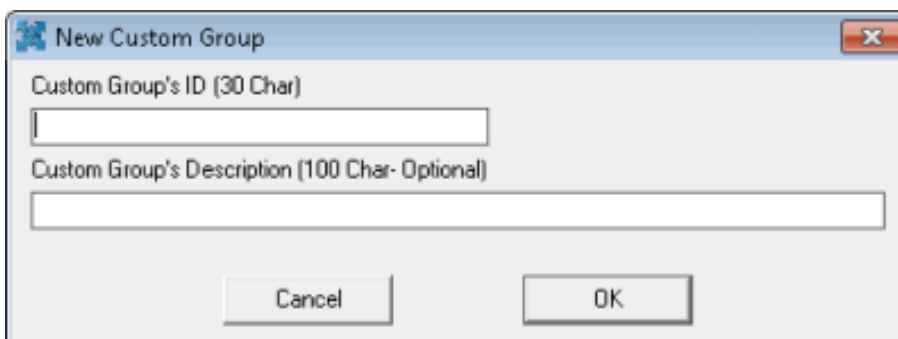 New Custom Group
Custom Group's ID (30 Char)
Custom Group's Description (100 Char- Optional)
Cancel OK